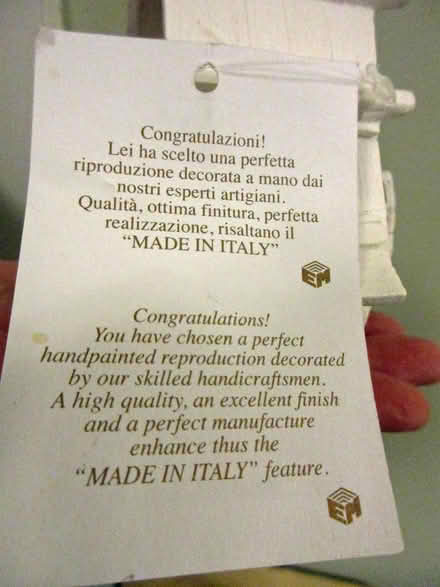 Congratulazioni!
Lei ha scelto una perfetta
riproduzione decorata a mano dai
nostri esperti artigiani.
Qualità, ottima finitura, perfetta
realizzazione, risaltano il
“MADE IN ITALY”
EM
Congratulations!
You have chosen a perfect
handpainted reproduction decorated
by our skilled handicraftsmen.
A high quality, an excellent finish
and a perfect manufacture
enhance thus the
“MADE IN ITALY” feature.
EM